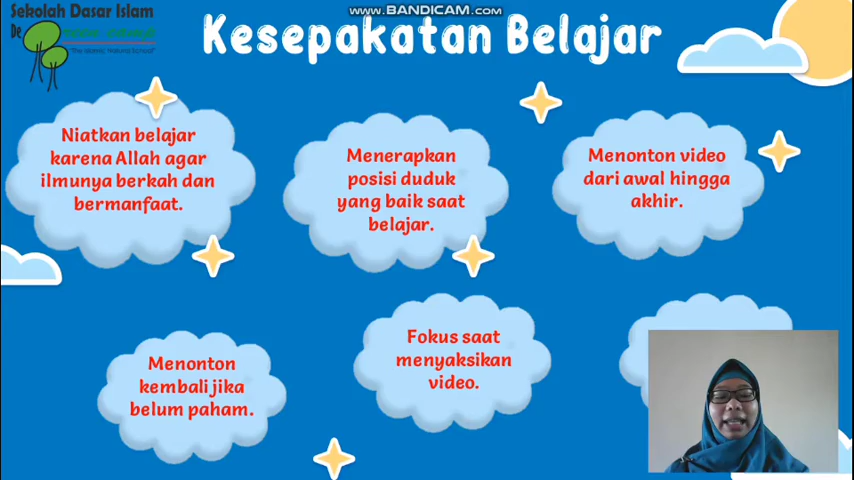 www.BANDICAM.com
Sekolah Dasar Islam
De
"The Islamic Natural School"
Kesepakatan Belajar
Niatkan belajar
karena Allah agar
ilmunya berkah dan
bermanfaat.
Menerapkan
posisi duduk
yang baik saat
belajar.
Menonton video
dari awal hingga
akhir.
Menonton
kembali jika
belum paham.
Fokus saat
menyaksikan
video.